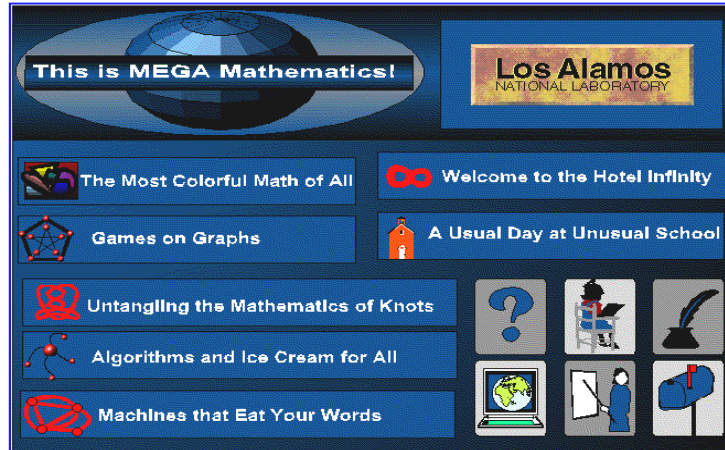 This is MEGA Mathematics!
Los Alamos
NATIONAL LABORATORY
The Most Colorful Math of All
Welcome to the Hotel Infinity
Games on Graphs
A Usual Day at Unusual School
Untangling the Mathematics of Knots
Algorithms and Ice Cream for All
Machines that Eat Your Words